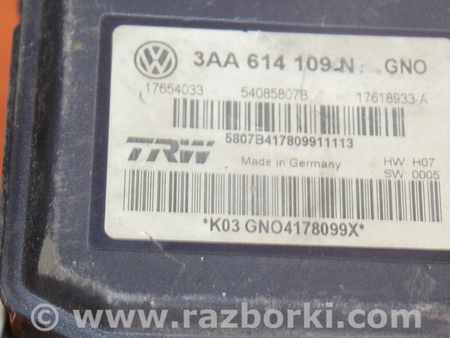 3AA 614 109 N GNO
17654033 54085807B 17618933-A
5807B417809911113
TRW Made in Germany HW: H07
SW: 0005
*K03 GNO4178099X*
www.razborki.com